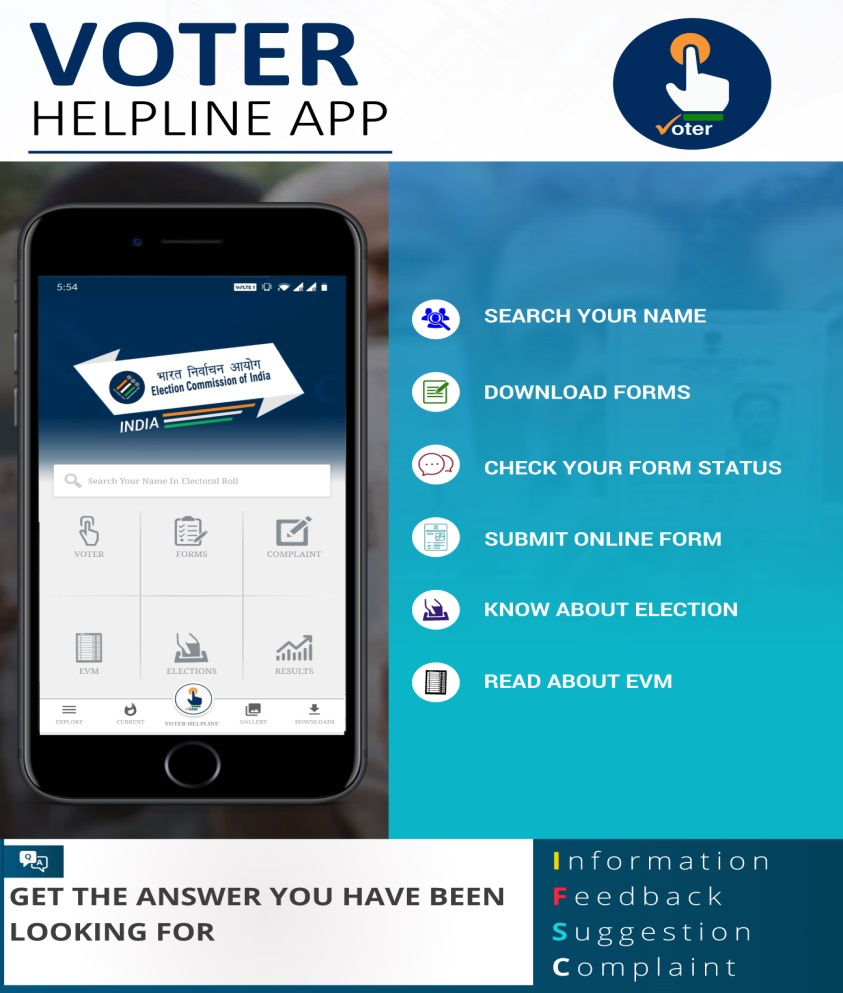 VOTER
HELPLINE APP
Voter
5:54
VoLTE 1
भारत निर्वाचन आयोग
Election Commission of India
INDIA
Search Your Name In Electoral Roll
VOTER
FORMS
COMPLAINT
EVM
ELECTIONS
RESULTS
EXPLORE
CURRENT
VOTER HELPLINE
GALLERY
DOWNLOADS
SEARCH YOUR NAME
DOWNLOAD FORMS
CHECK YOUR FORM STATUS
SUBMIT ONLINE FORM
KNOW ABOUT ELECTION
READ ABOUT EVM
Q A
GET THE ANSWER YOU HAVE BEEN
LOOKING FOR
Information
Feedback
Suggestion
Complaint